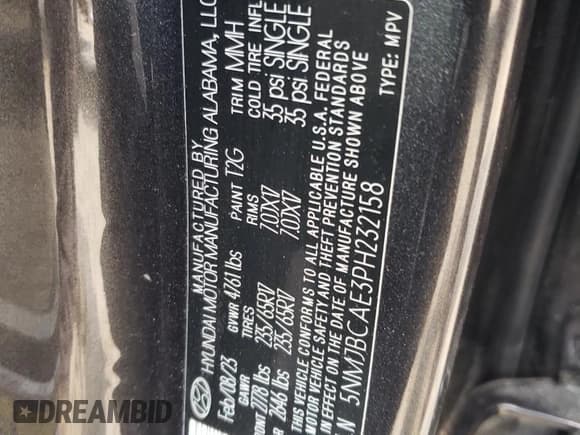 MANUFACTURED BY
HYUNDAI MOTOR MANUFACTURING ALABAMA, LLC
Feb/08/23 GVWR 4761 lbs PAINT T2G TRIM MMH
GAWR TIRES RIMS COLD TIRE INFL
2778 lbs 235/65R17 7.0JX17 35 psi SINGLE
2646 lbs 235/65R17 7.0JX17 35 psi SINGLE
VEHICLE CONFORMS TO ALL APPLICABLE U.S.A. FEDERAL
MOTOR VEHICLE SAFETY AND THEFT PREVENTION STANDARDS
IN EFFECT ON THE DATE OF MANUFACTURE SHOWN ABOVE
5NMJBCAE3PH232158 TYPE: MPV
DREAMBID